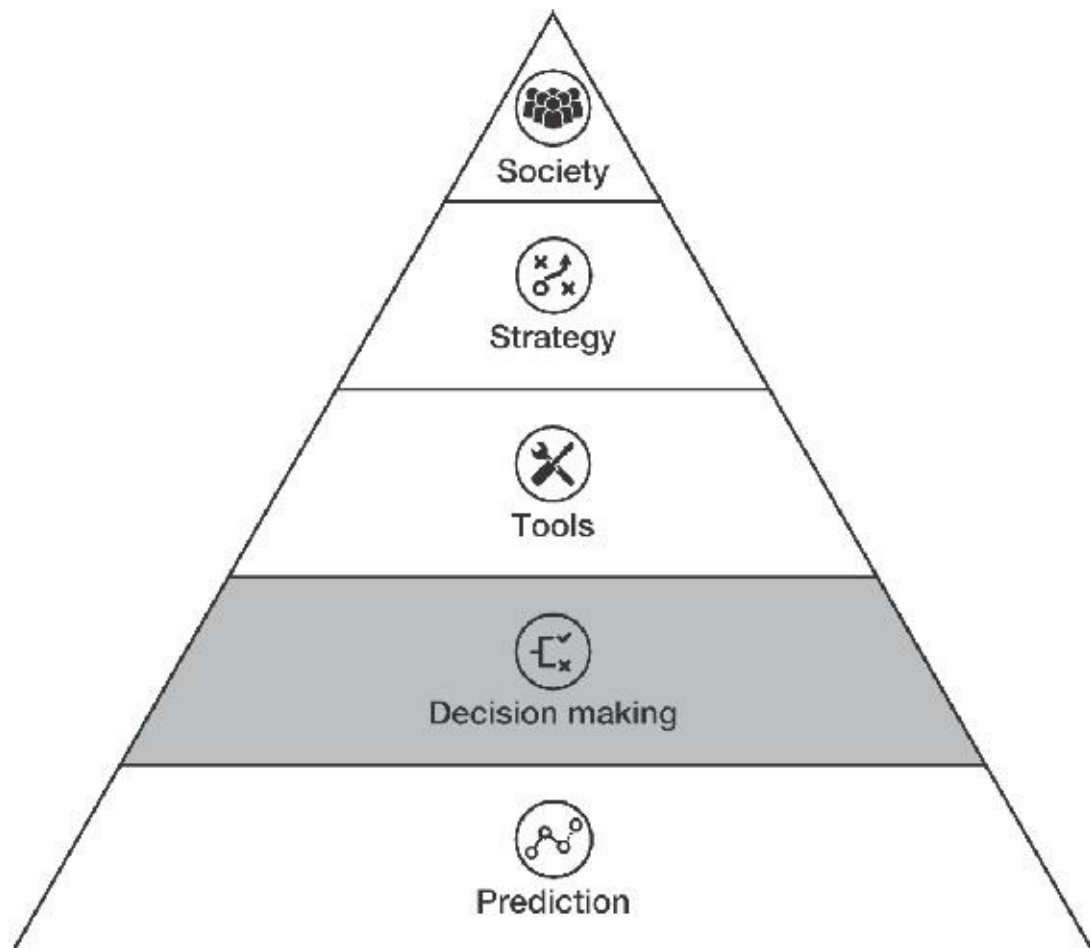 Society
Strategy
Tools
Decision making
Prediction